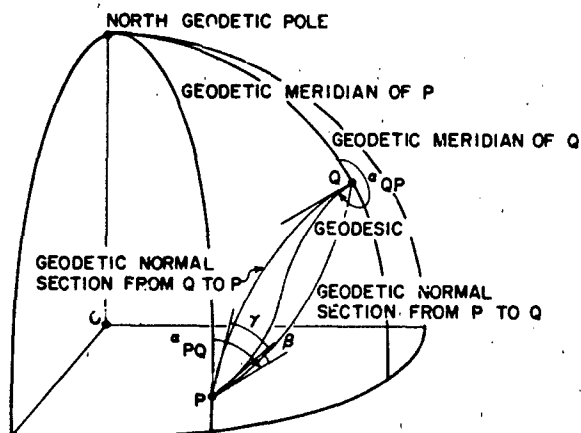 NORTH GEODETIC POLE
GEODETIC MERIDIAN OF P
GEODETIC MERIDIAN OF Q
Q
αQP
GEODESIC
GEODETIC NORMAL
SECTION FROM Q TO P
GEODETIC NORMAL
SECTION FROM P TO Q
γ
αPQ
β
P